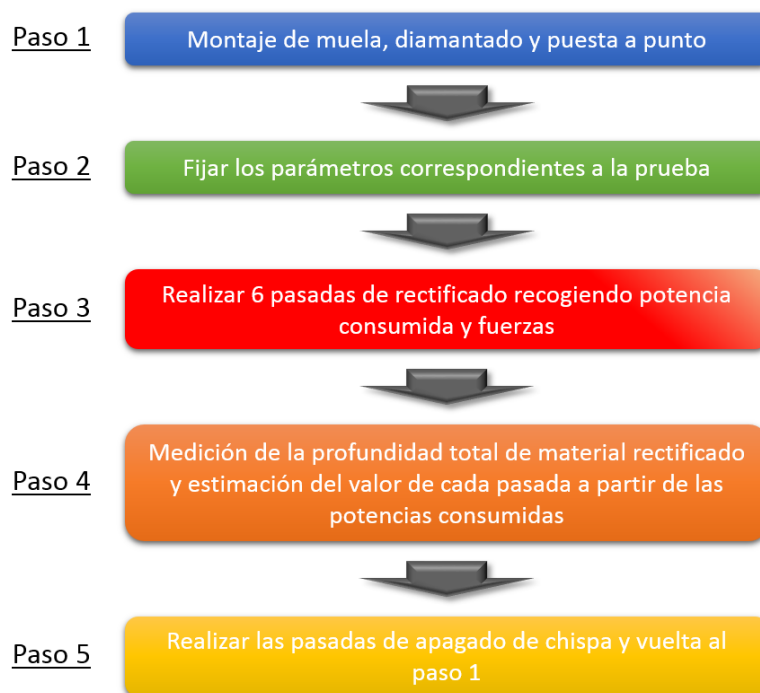 Paso 1
Montaje de muela, diamantado y puesta a punto
Paso 2
Fijar los parámetros correspondientes a la prueba
Paso 3
Realizar 6 pasadas de rectificado recogiendo potencia
consumida y fuerzas
Paso 4
Medición de la profundidad total de material rectificado
y estimación del valor de cada pasada a partir de las
potencias consumidas
Paso 5
Realizar las pasadas de apagado de chispa y vuelta al
paso 1